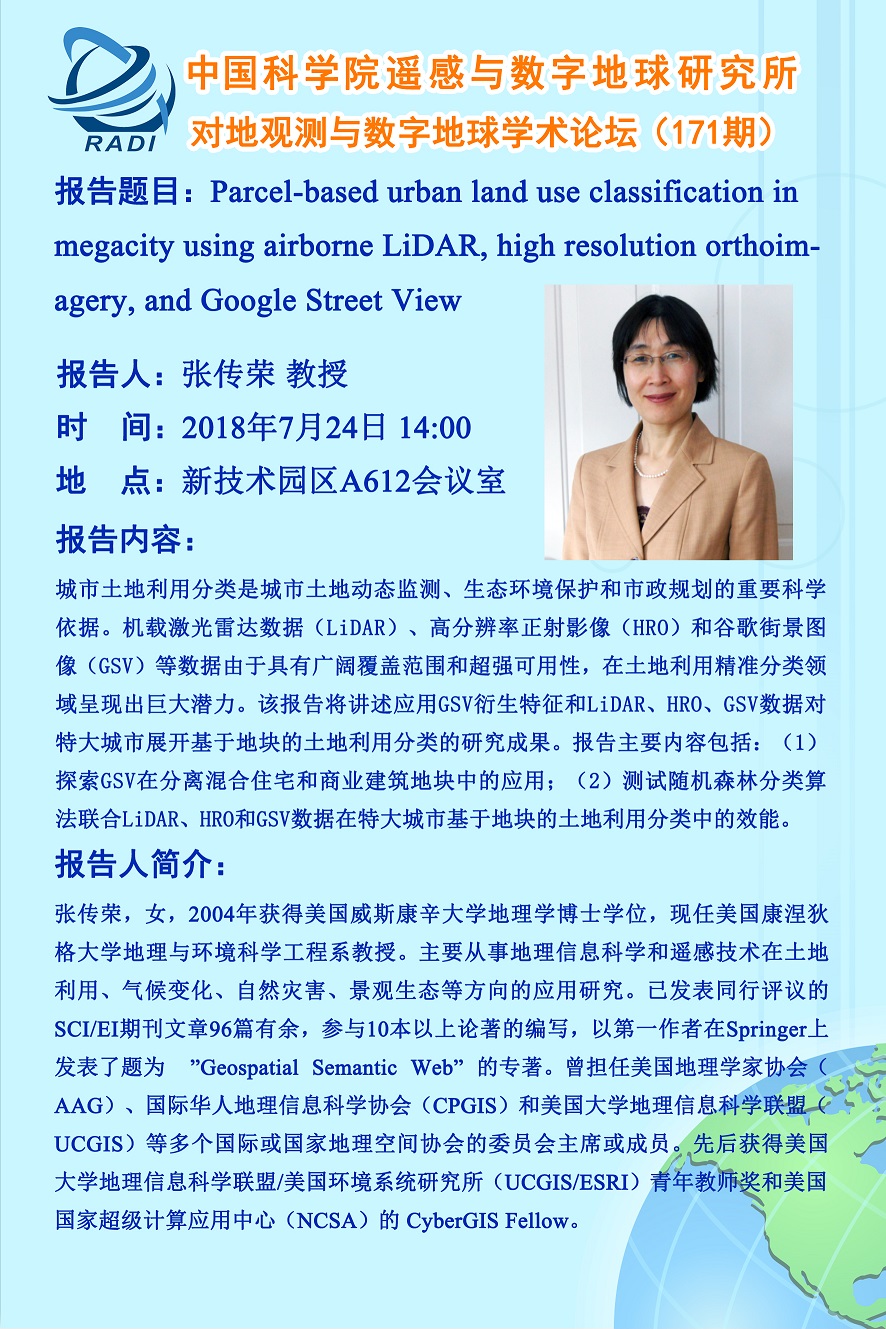 RADI
中国科学院遥感与数字地球研究所
对地观测与数字地球学术论坛（171期）
报告题目：Parcel-based urban land use classification in
megacity using airborne LiDAR, high resolution orthoim-
agery, and Google Street View
报告人：张传荣 教授
时　间：2018年7月24日 14:00
地　点：新技术园区A612会议室
报告内容：
城市土地利用分类是城市土地动态监测、生态环境保护和市政规划的重要科学
依据。机载激光雷达数据（LiDAR）、高分辨率正射影像（HRO）和谷歌街景图
像（GSV）等数据由于具有广阔覆盖范围和超强可用性，在土地利用精准分类领
域呈现出巨大潜力。该报告将讲述应用GSV衍生特征和LiDAR、HRO、GSV数据对
特大城市展开基于地块的土地利用分类的研究成果。报告主要内容包括：（1）
探索GSV在分离混合住宅和商业建筑地块中的应用；（2）测试随机森林分类算
法联合LiDAR、HRO和GSV数据在特大城市基于地块的土地利用分类中的效能。
报告人简介：
张传荣，女，2004年获得美国威斯康辛大学地理学博士学位，现任美国康涅狄
格大学地理与环境科学工程系教授。主要从事地理信息科学和遥感技术在土地
利用、气候变化、自然灾害、景观生态等方向的应用研究。已发表同行评议的
SCI/EI期刊文章96篇有余，参与10本以上论著的编写，以第一作者在Springer上
发表了题为　”Geospatial Semantic Web” 的专著。曾担任美国地理学家协会（
AAG）、国际华人地理信息科学协会（CPGIS）和美国大学地理信息科学联盟（
UCGIS）等多个国际或国家地理空间协会的委员会主席或成员。先后获得美国
大学地理信息科学联盟/美国环境系统研究所（UCGIS/ESRI）青年教师奖和美国
国家超级计算应用中心（NCSA）的 CyberGIS Fellow。